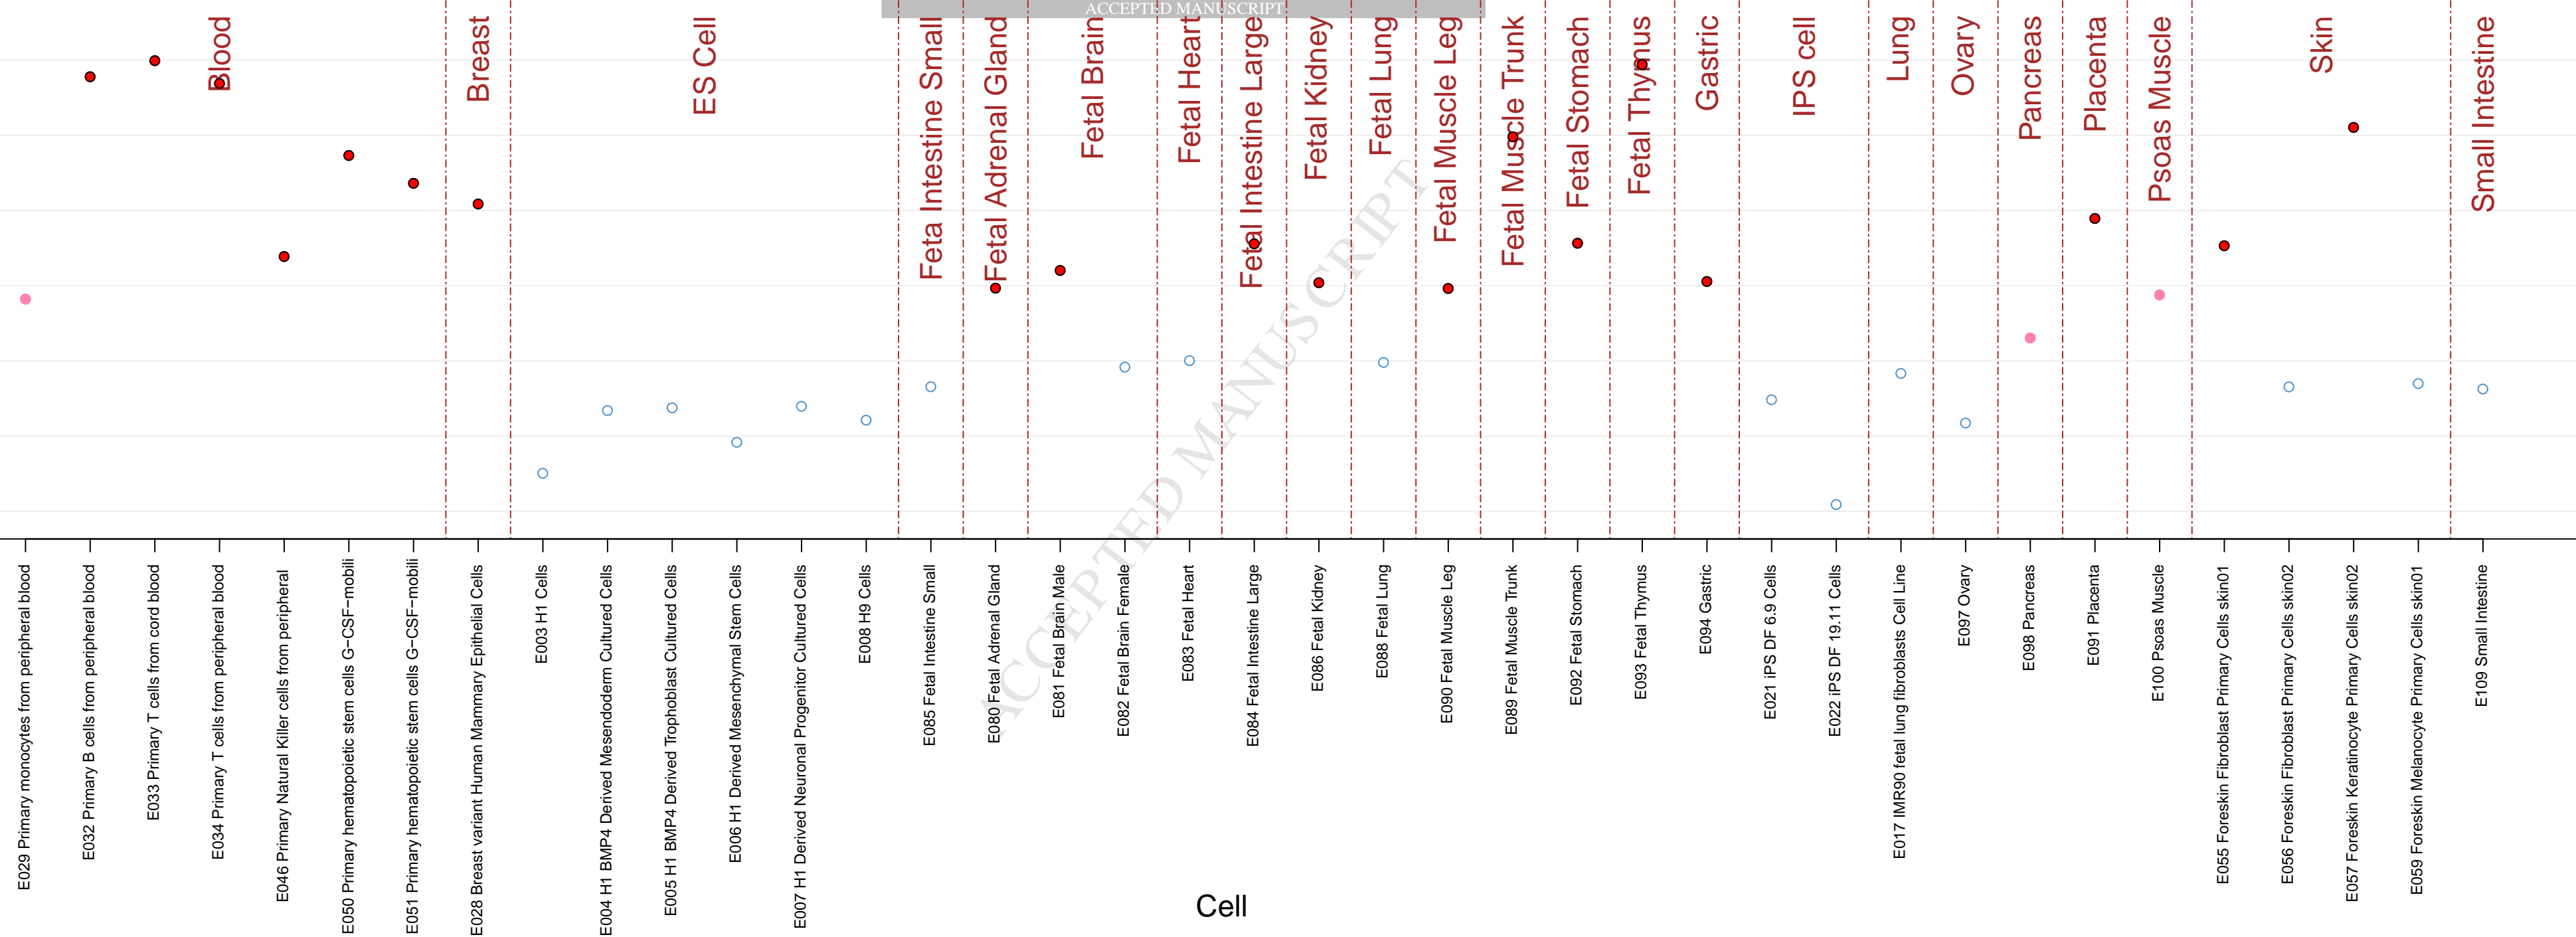 ACCEPTED MANUSCRIPT
Blood
Breast
ES Cell
Feta Intestine Small
Fetal Adrenal Gland
Fetal Brain
Fetal Heart
Fetal Intestine Large
Fetal Kidney
Fetal Lung
Fetal Muscle Leg
Fetal Muscle Trunk
Fetal Stomach
Fetal Thymus
Gastric
IPS cell
Lung
Ovary
Pancreas
Placenta
Psoas Muscle
Skin
Small Intestine
ACCEPTED MANUSCRIPT
E029 Primary monocytes from peripheral blood
E032 Primary B cells from peripheral blood
E033 Primary T cells from cord blood
E034 Primary T cells from peripheral blood
E046 Primary Natural Killer cells from peripheral
E050 Primary hematopoietic stem cells G−CSF−mobili
E051 Primary hematopoietic stem cells G−CSF−mobili
E028 Breast variant Human Mammary Epithelial Cells
E003 H1 Cells
E004 H1 BMP4 Derived Mesendoderm Cultured Cells
E005 H1 BMP4 Derived Trophoblast Cultured Cells
E006 H1 Derived Mesenchymal Stem Cells
E007 H1 Derived Neuronal Progenitor Cultured Cells
E008 H9 Cells
E085 Fetal Intestine Small
E080 Fetal Adrenal Gland
E081 Fetal Brain Male
E082 Fetal Brain Female
E083 Fetal Heart
E084 Fetal Intestine Large
E086 Fetal Kidney
E088 Fetal Lung
E090 Fetal Muscle Leg
E089 Fetal Muscle Trunk
E092 Fetal Stomach
E093 Fetal Thymus
E094 Gastric
E021 iPS DF 6.9 Cells
E022 iPS DF 19.11 Cells
E017 IMR90 fetal lung fibroblasts Cell Line
E097 Ovary
E098 Pancreas
E091 Placenta
E100 Psoas Muscle
E055 Foreskin Fibroblast Primary Cells skin01
E056 Foreskin Fibroblast Primary Cells skin02
E057 Foreskin Keratinocyte Primary Cells skin02
E059 Foreskin Melanocyte Primary Cells skin01
E109 Small Intestine
Cell